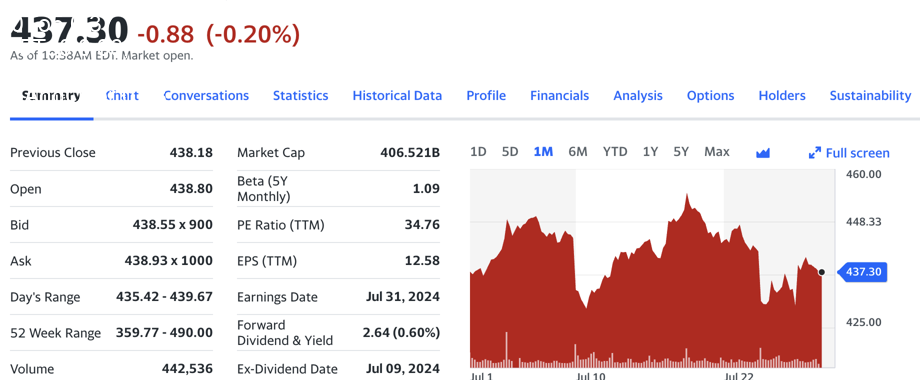 437.30 -0.88 (-0.20%)
As of 10:38AM EDT. Market open.
Summary Chart Conversations Statistics Historical Data Profile Financials Analysis Options Holders Sustainability
Previous Close 438.18
Open 438.80
Bid 438.55 x 900
Ask 438.93 x 1000
Day's Range 435.42 - 439.67
52 Week Range 359.77 - 490.00
Volume 442,536
Market Cap 406.521B
Beta (5Y
Monthly) 1.09
PE Ratio (TTM) 34.76
EPS (TTM) 12.58
Earnings Date Jul 31, 2024
Forward
Dividend & Yield 2.64 (0.60%)
Ex-Dividend Date Jul 09, 2024
1D 5D 1M 6M YTD 1Y 5Y Max Full screen
460.00
448.33
437.30
425.00
Jul 1 Jul 10 Jul 22